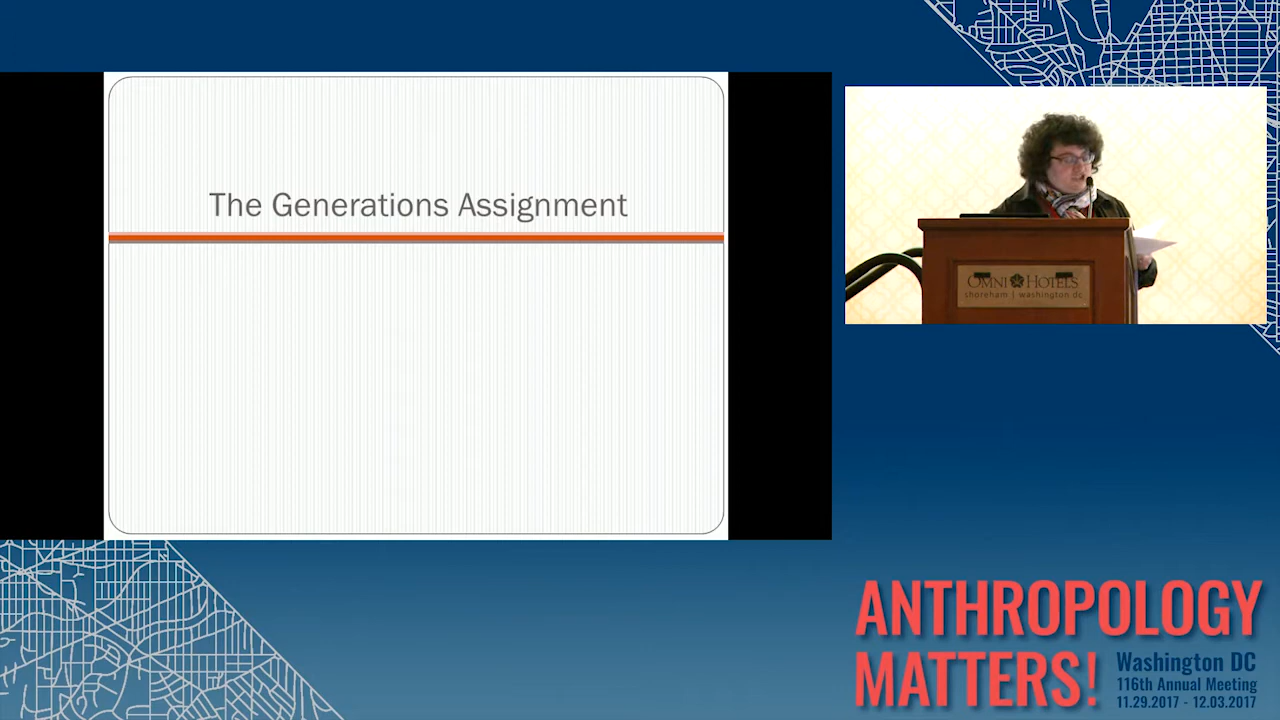 The Generations Assignment
OMNI HOTELS
shoreham | washington dc
ANTHROPOLOGY
MATTERS!
Washington DC
116th Annual Meeting
11.29.2017 - 12.03.2017